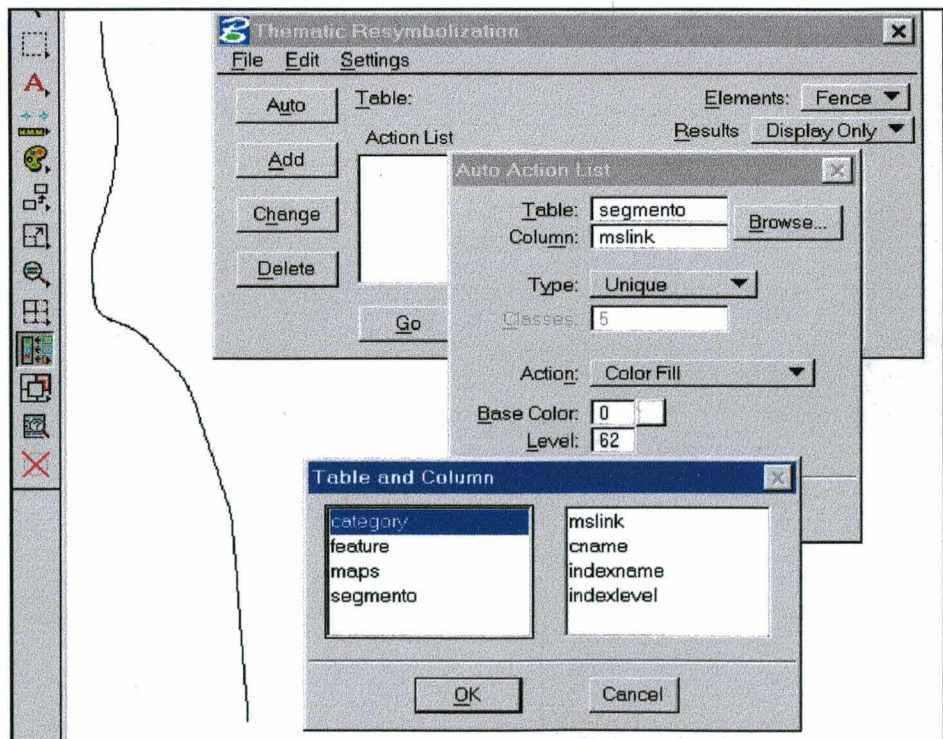 Thematic Resymbolization
File Edit Settings
Auto
Table:
Elements: Fence
Results Display Only
Action List
Add
Change
Delete
Go
Auto Action List
Table: segmento
Browse...
Column: mslink
Type: Unique
Classes: 5
Action: Color Fill
Base Color: 0
Level: 62
Table and Column
category
feature
maps
segmento
mslink
cname
indexname
indexlevel
OK
Cancel